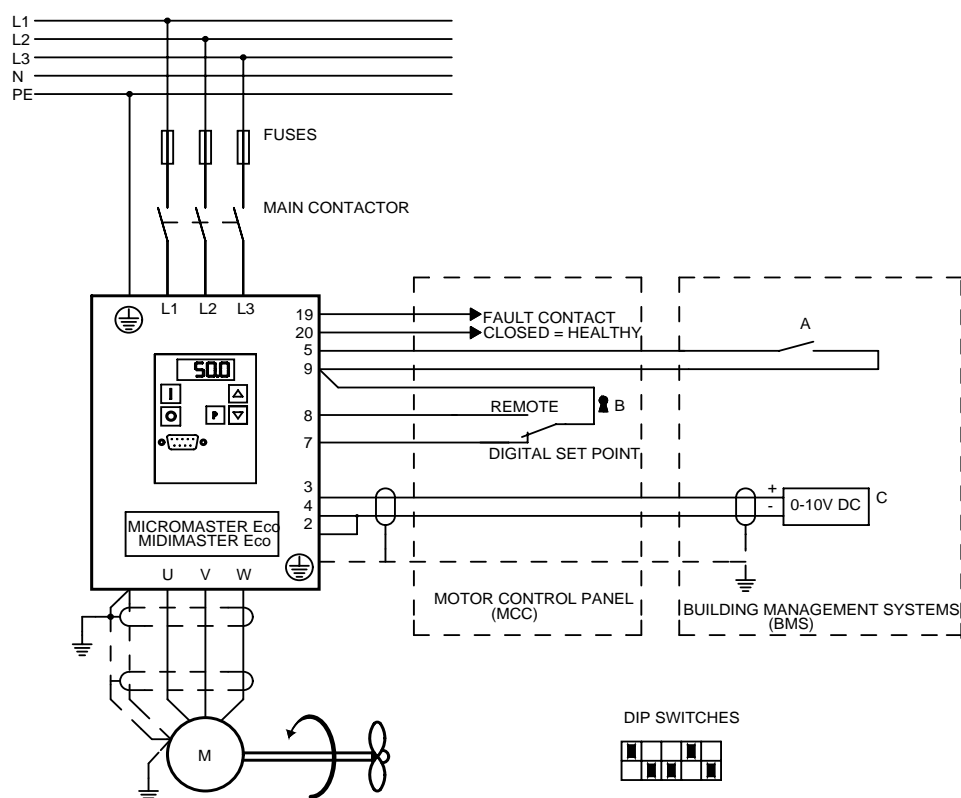 L1
L2
L3
N
PE
FUSES
MAIN CONTACTOR
L1 L2 L3
19
FAULT CONTACT
20
CLOSED = HEALTHY
5
A
9
50.0
I
O
P
8
REMOTE
B
7
DIGITAL SET POINT
3
+
4
-
0-10V DC
C
2
MICROMASTER Eco
MIDIMASTER Eco
U V W
MOTOR CONTROL PANEL
(MCC)
BUILDING MANAGEMENT SYSTEMS
(BMS)
M
DIP SWITCHES